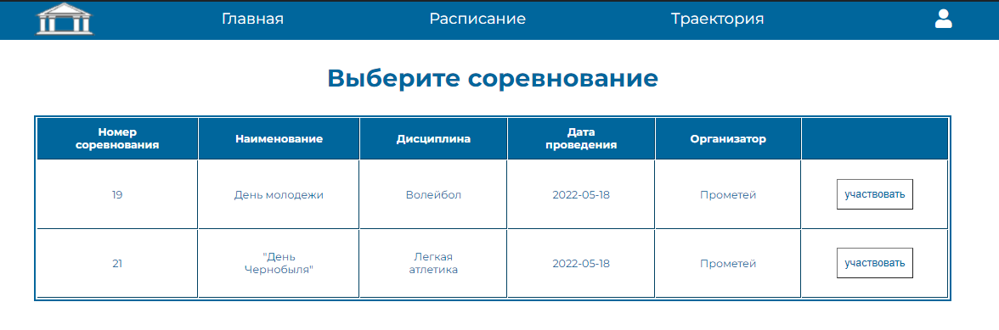 Главная Расписание Траектория
Выберите соревнование
Номер
соревнования
Наименование
Дисциплина
Дата
проведения
Организатор
19
День молодежи
Волейбол
2022-05-18
Прометей
участвовать
21
"День
Чернобыля"
Легкая
атлетика
2022-05-18
Прометей
участвовать